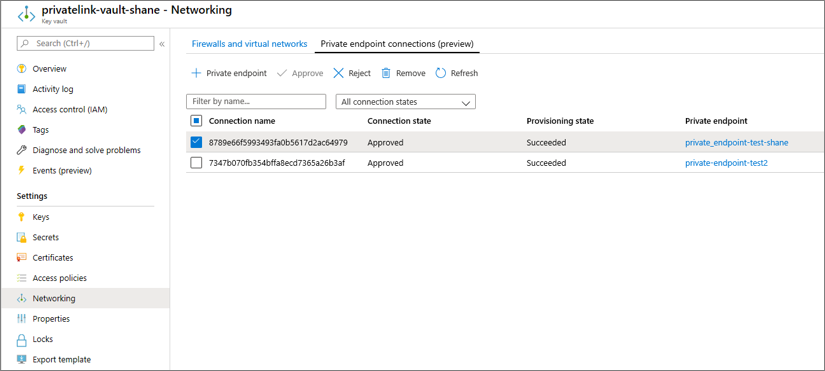 privatelink-vault-shane - Networking
Key vault
Search (Ctrl+/)
«
Overview
Activity log
Access control (IAM)
Tags
Diagnose and solve problems
Events (preview)
Settings
Keys
Secrets
Certificates
Access policies
Networking
Properties
Locks
Export template
Firewalls and virtual networks
Private endpoint connections (preview)
Private endpoint
Approve
Reject
Remove
Refresh
Filter by name...
All connection states
Connection name Connection state Provisioning state Private endpoint
8789e66f5993493fa0b5617d2ac64979 Approved Succeeded private_endpoint-test-shane
7347b070fb354bffa8ecd7365a26b3af Approved Succeeded private-endpoint-test2